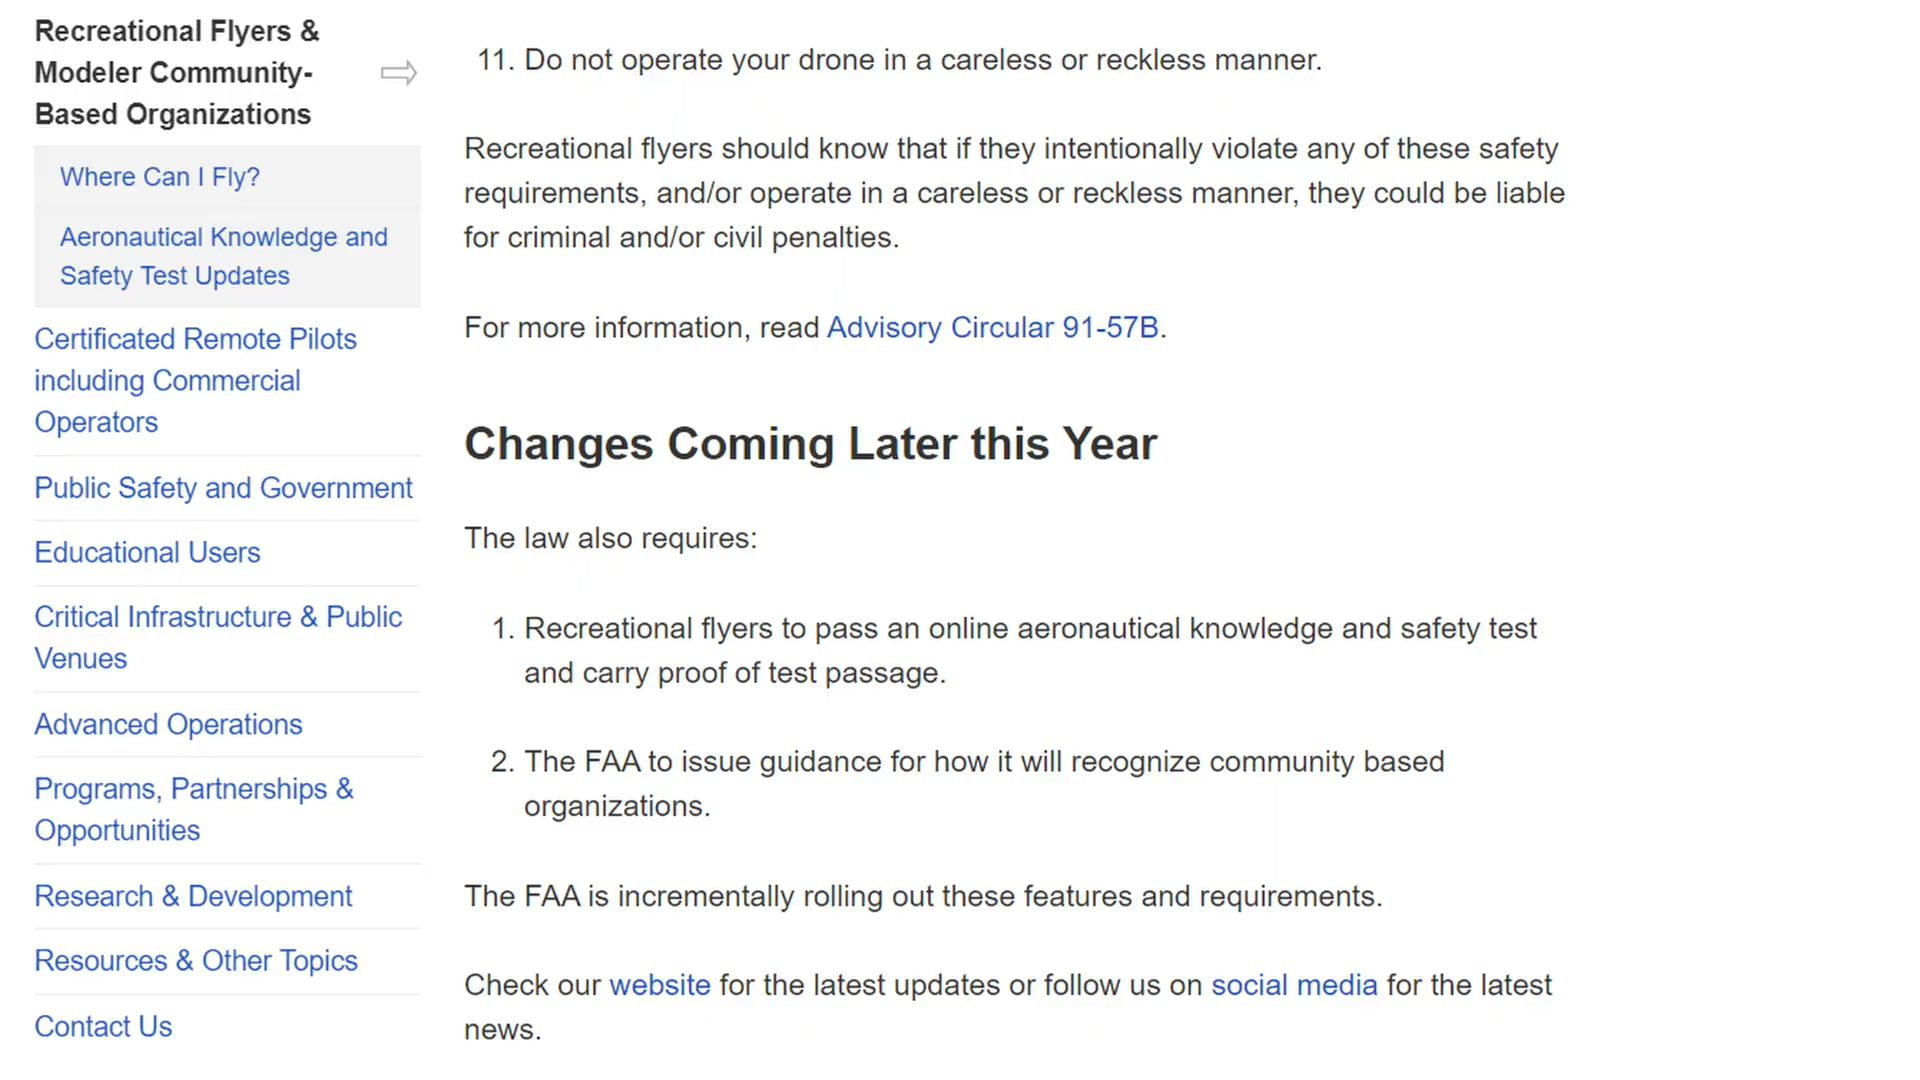 Recreational Flyers &
Modeler Community-
Based Organizations
Where Can I Fly?
Aeronautical Knowledge and
Safety Test Updates
Certificated Remote Pilots
including Commercial
Operators
Public Safety and Government
Educational Users
Critical Infrastructure & Public
Venues
Advanced Operations
Programs, Partnerships &
Opportunities
Research & Development
Resources & Other Topics
Contact Us
11. Do not operate your drone in a careless or reckless manner.
Recreational flyers should know that if they intentionally violate any of these safety
requirements, and/or operate in a careless or reckless manner, they could be liable
for criminal and/or civil penalties.
For more information, read Advisory Circular 91-57B.
Changes Coming Later this Year
The law also requires:
1. Recreational flyers to pass an online aeronautical knowledge and safety test
and carry proof of test passage.
2. The FAA to issue guidance for how it will recognize community based
organizations.
The FAA is incrementally rolling out these features and requirements.
Check our website for the latest updates or follow us on social media for the latest
news.